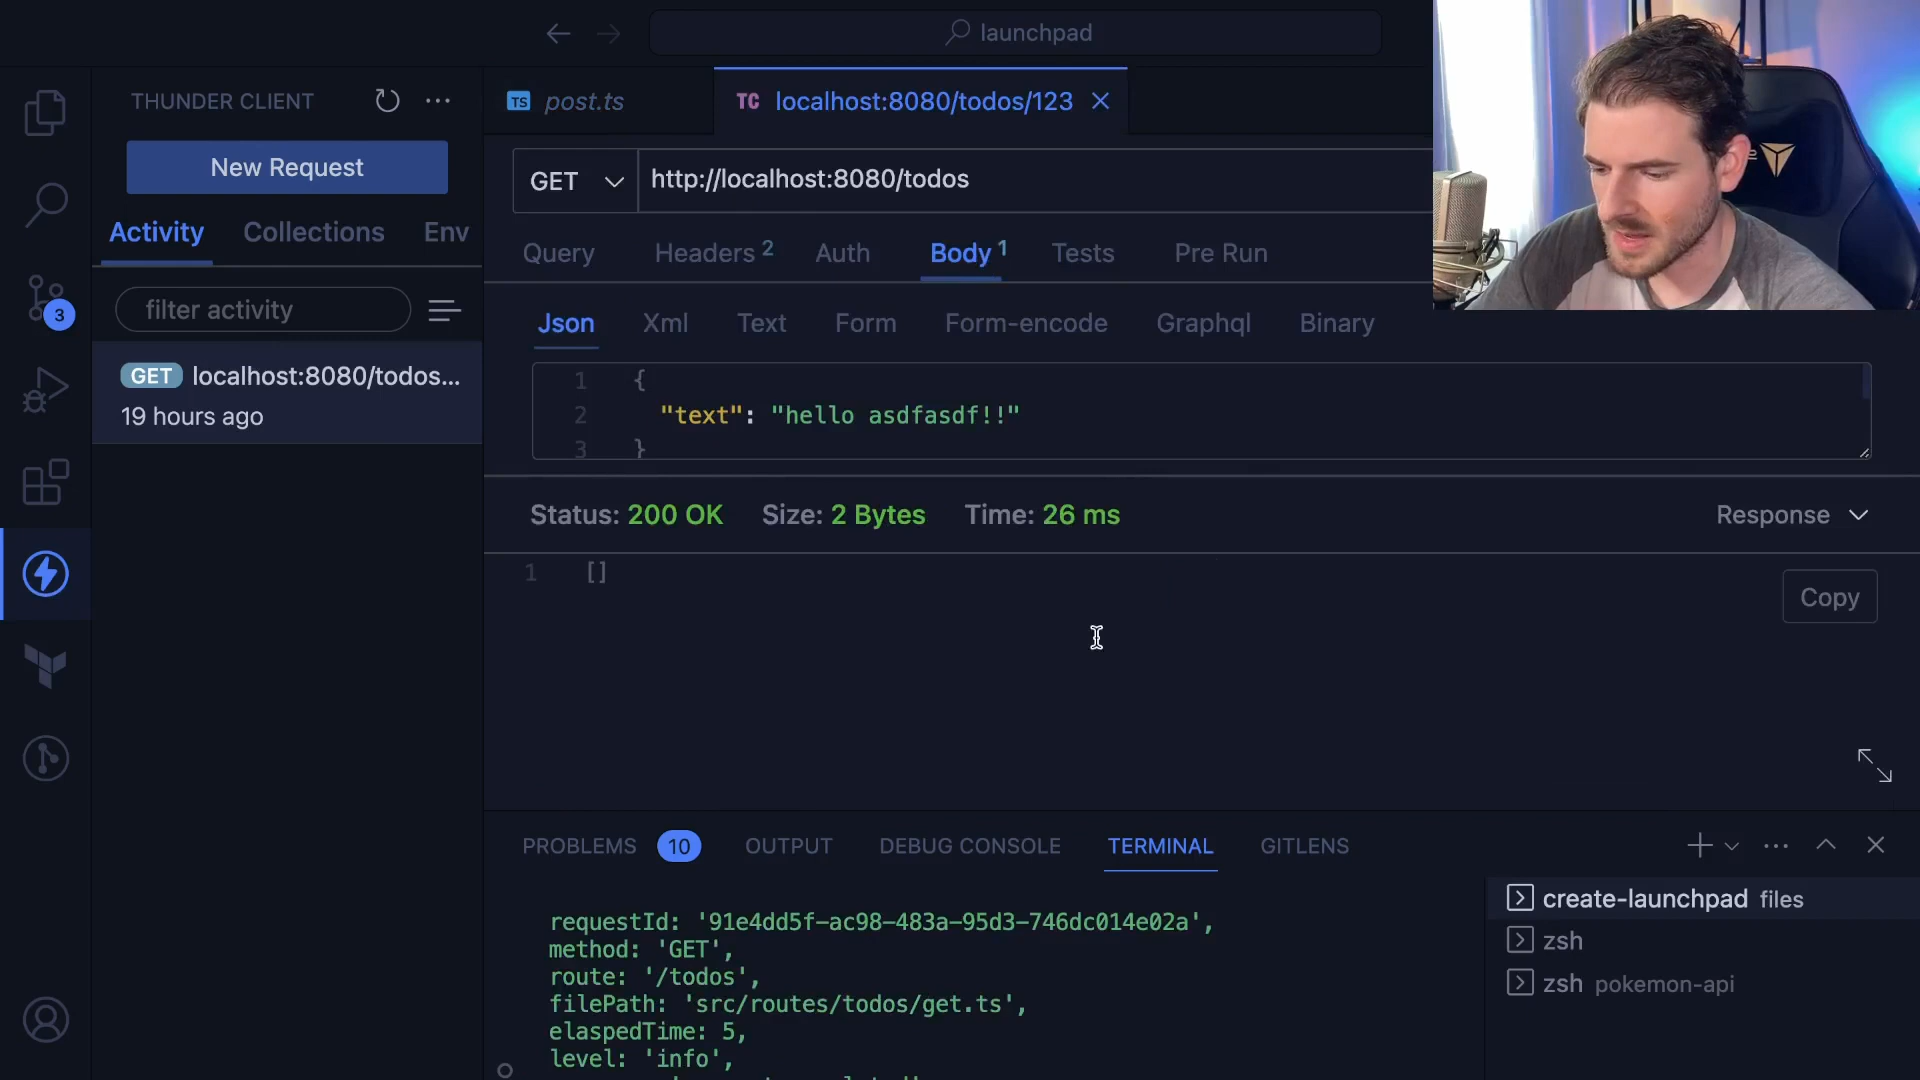 launchpad
THUNDER CLIENT
TS post.ts
TC localhost:8080/todos/123
New Request
GET http://localhost:8080/todos
Activity Collections Env
Query Headers 2 Auth Body 1 Tests Pre Run
filter activity
Json Xml Text Form Form-encode Graphql Binary
GET localhost:8080/todos...
19 hours ago
1 {
2 "text": "hello asdfasdf!!"
3 }
3
Status: 200 OK Size: 2 Bytes Time: 26 ms Response
1 []
Copy
PROBLEMS 10 OUTPUT DEBUG CONSOLE TERMINAL GITLENS
requestId: '91e4dd5f-ac98-483a-95d3-746dc014e02a',
method: 'GET',
route: '/todos',
filePath: 'src/routes/todos/get.ts',
elaspedTime: 5,
level: 'info',
create-launchpad files
zsh
zsh pokemon-api